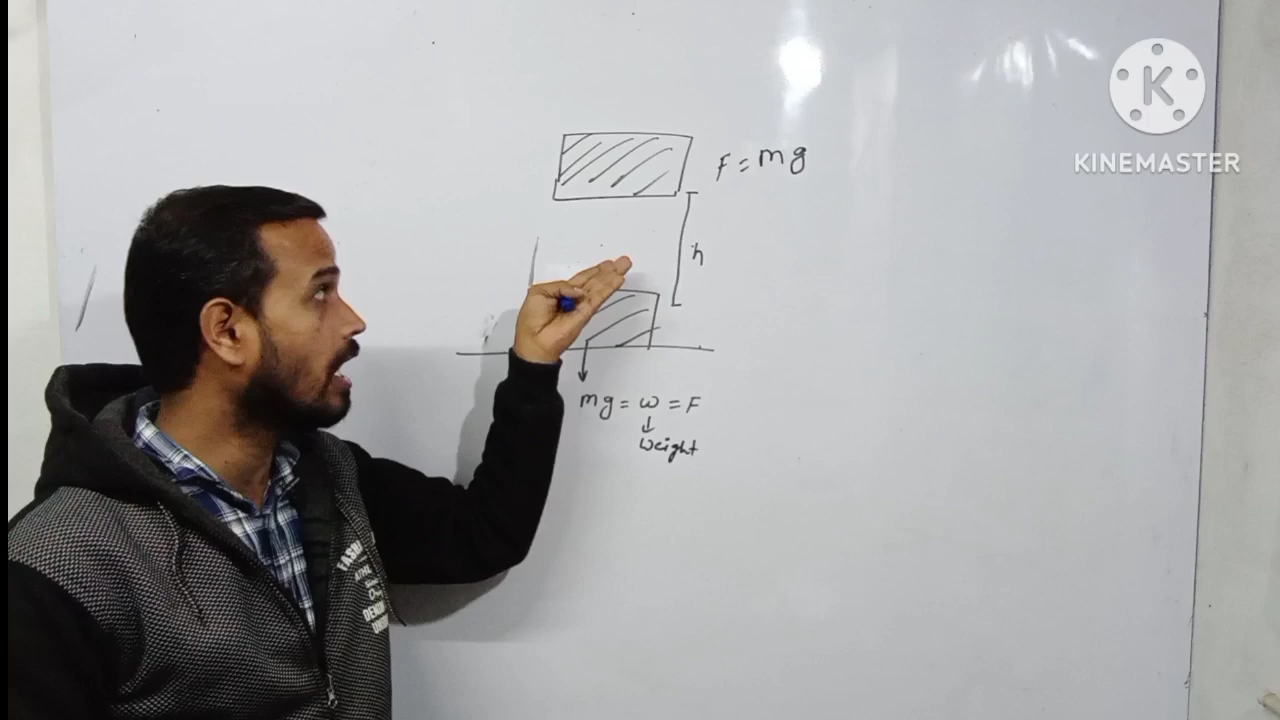 KINEMASTER
F = mg
h
mg = w = F
↓
weight